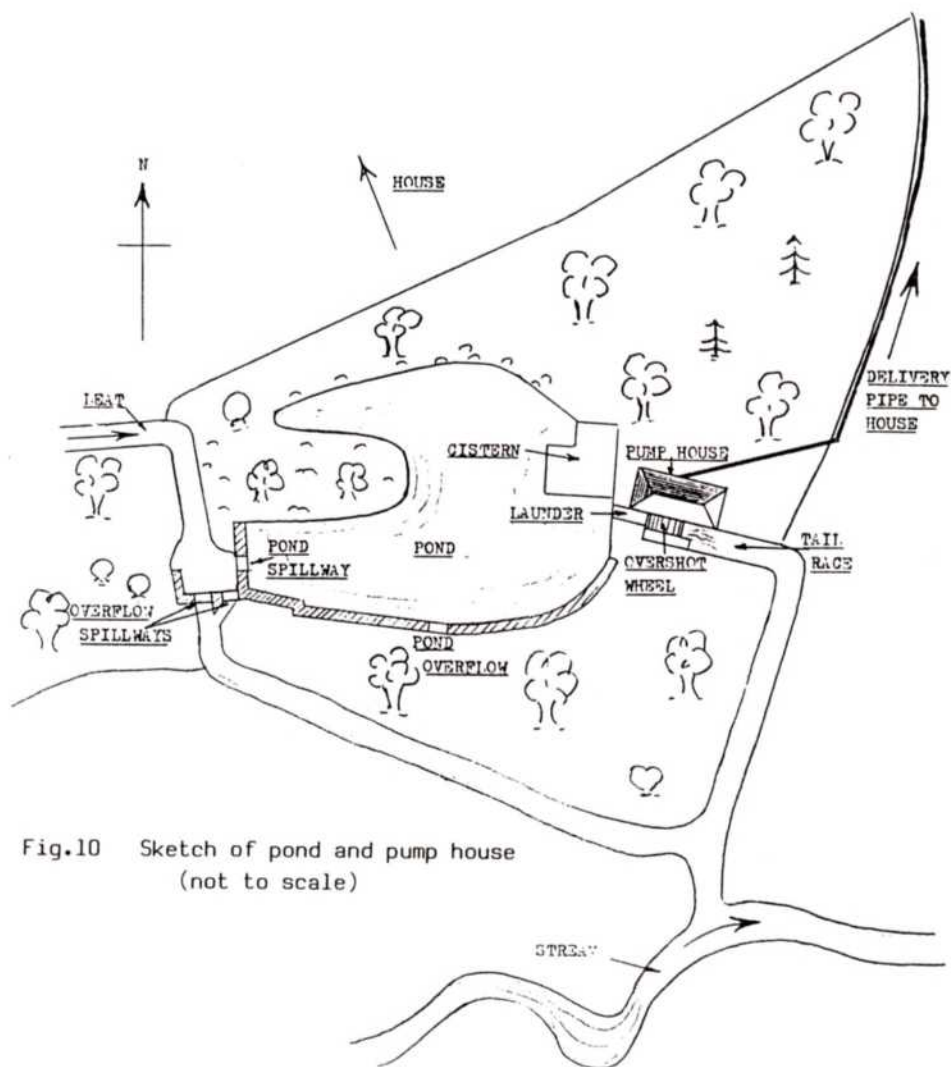 N
HOUSE
LEAT
DELIVERY
PIPE TO
HOUSE
CISTERN
PUMP HOUSE
LAUNDER
POND
SPILLWAY
POND
TAIL
RACE
OVERSHOT
WHEEL
OVERFLOW
SPILLWAYS
POND
OVERFLOW
Fig.10 Sketch of pond and pump house
(not to scale)
STREAM